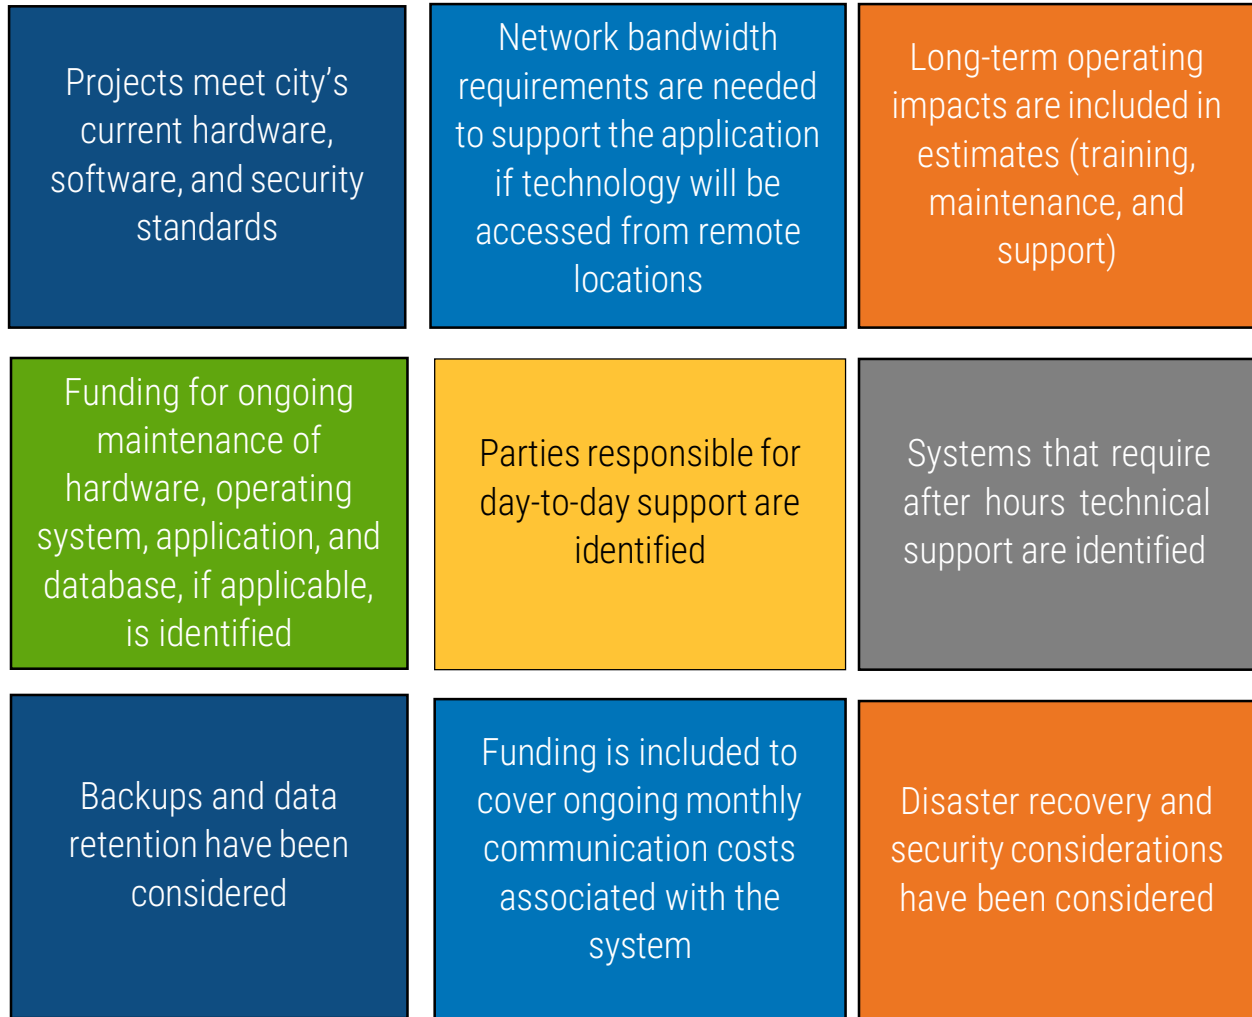 Projects meet city’s
current hardware,
software, and security
standards
Network bandwidth
requirements are needed
to support the application
if technology will be
accessed from remote
locations
Long-term operating
impacts are included in
estimates (training,
maintenance, and
support)
Funding for ongoing
maintenance of
hardware, operating
system, application, and
database, if applicable,
is identified
Parties responsible for
day-to-day support are
identified
Systems that require
after hours technical
support are identified
Backups and data
retention have been
considered
Funding is included to
cover ongoing monthly
communication costs
associated with the
system
Disaster recovery and
security considerations
have been considered